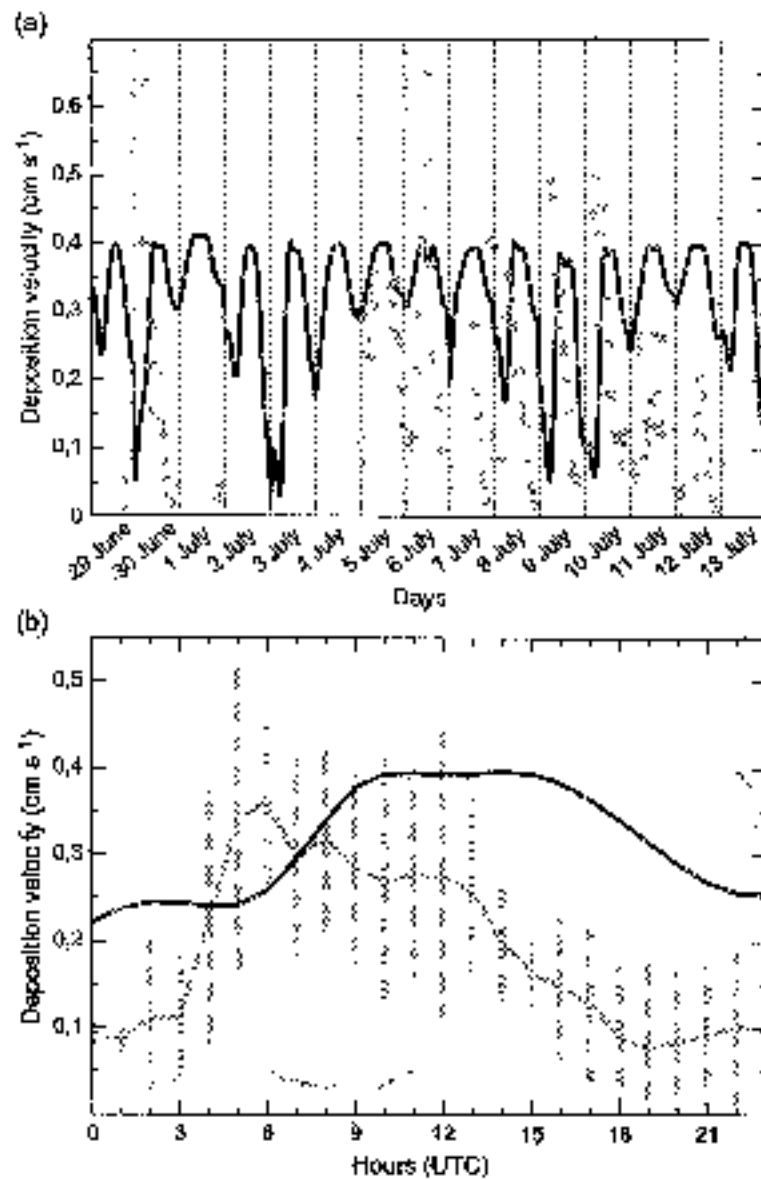 (a)
Deposition velocity (cm s⁻¹)
0,6
0,5
0,4
0,3
0,2
0,1
0
29 June
30 June
1 July
2 July
3 July
4 July
5 July
6 July
7 July
8 July
9 July
10 July
11 July
12 July
13 July
Days
(b)
Deposition velocity (cm s⁻¹)
0,5
0,4
0,3
0,2
0,1
0 3 6 9 12 15 18 21
Hours (UTC)